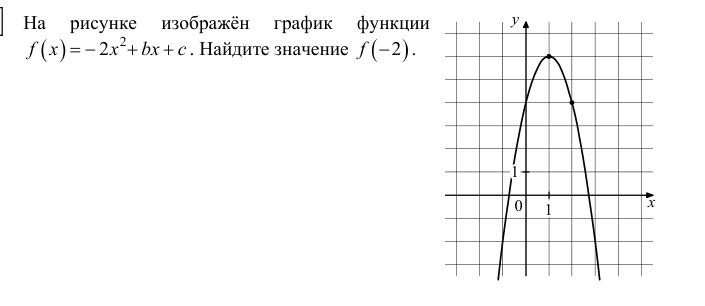 На рисунке изображён график функции
f(x)=−2x²+bx+c. Найдите значение f(−2).
y
1
0
1
x